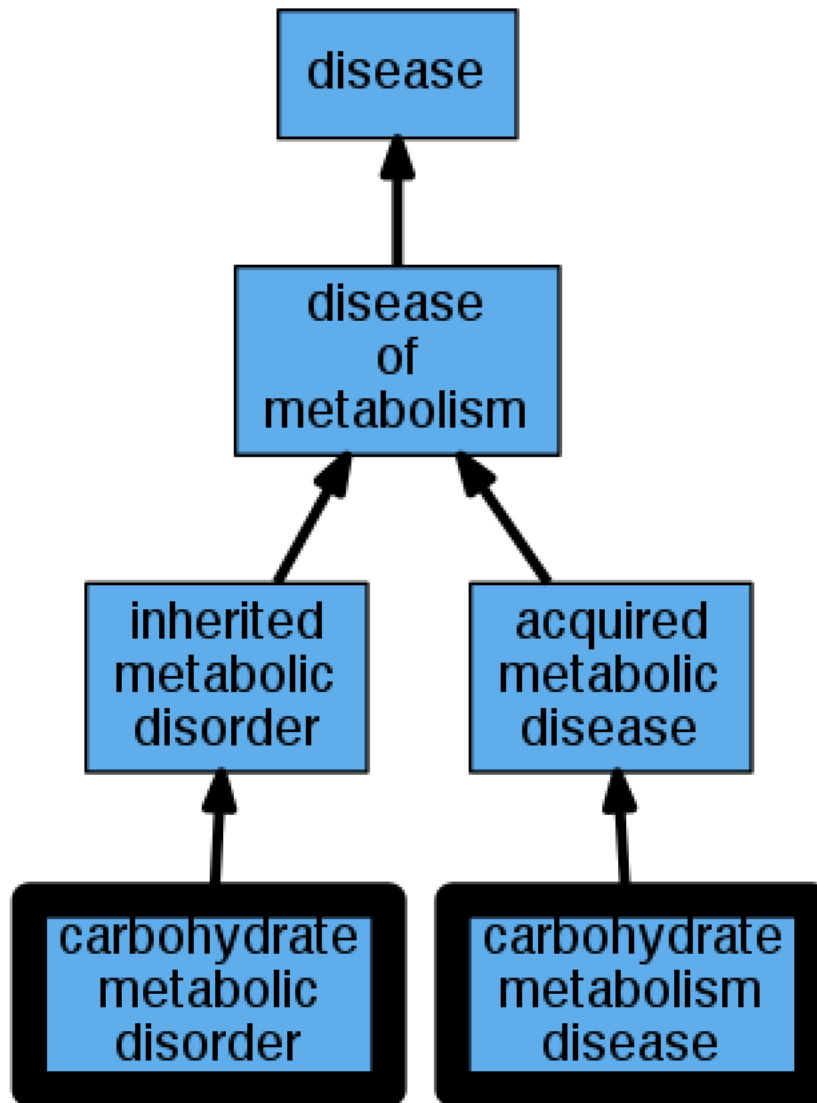 disease
disease
of
metabolism
inherited
metabolic
disorder
acquired
metabolic
disease
carbohydrate
metabolic
disorder
carbohydrate
metabolism
disease